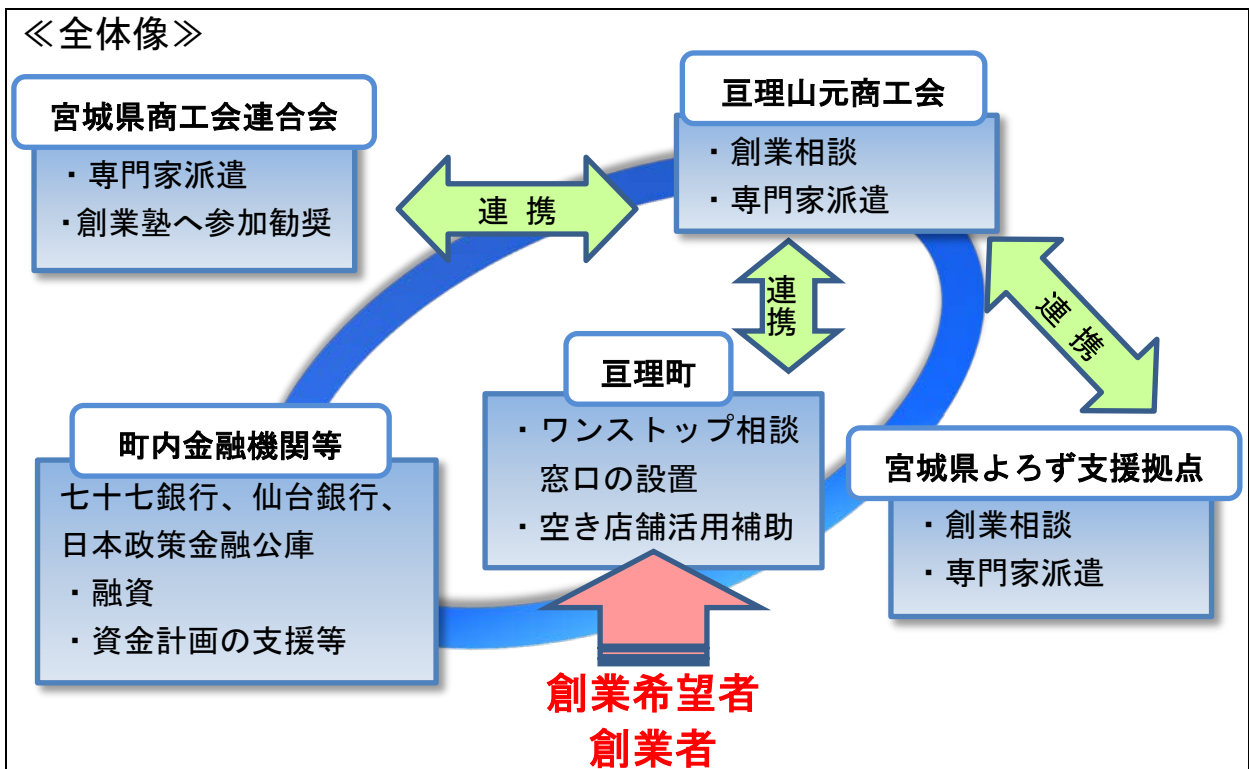 ≪全体像≫
宮城県商工会連合会
・専門家派遣
・創業塾へ参加勧奨
連 携
亘理山元商工会
・創業相談
・専門家派遣
連
携
連 携
亘理町
・ワンストップ相談
窓口の設置
・空き店舗活用補助
町内金融機関等
七十七銀行、仙台銀行、
日本政策金融公庫
・融資
・資金計画の支援等
宮城県よろず支援拠点
・創業相談
・専門家派遣
創業希望者
創業者